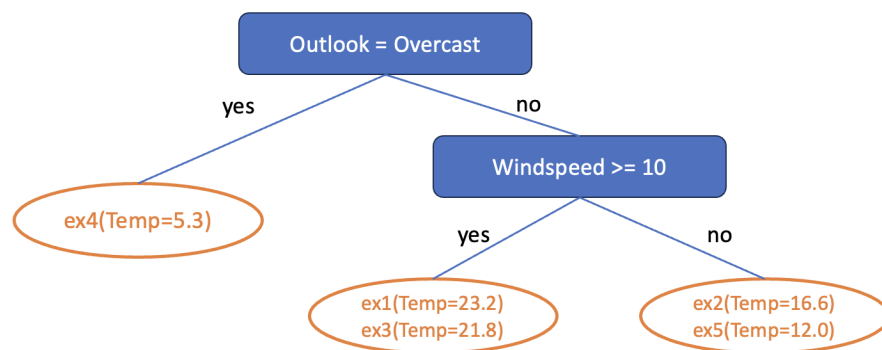 Outlook = Overcast
yes
no
Windspeed >= 10
ex4(Temp=5.3)
yes
no
ex1(Temp=23.2)
ex3(Temp=21.8)
ex2(Temp=16.6)
ex5(Temp=12.0)